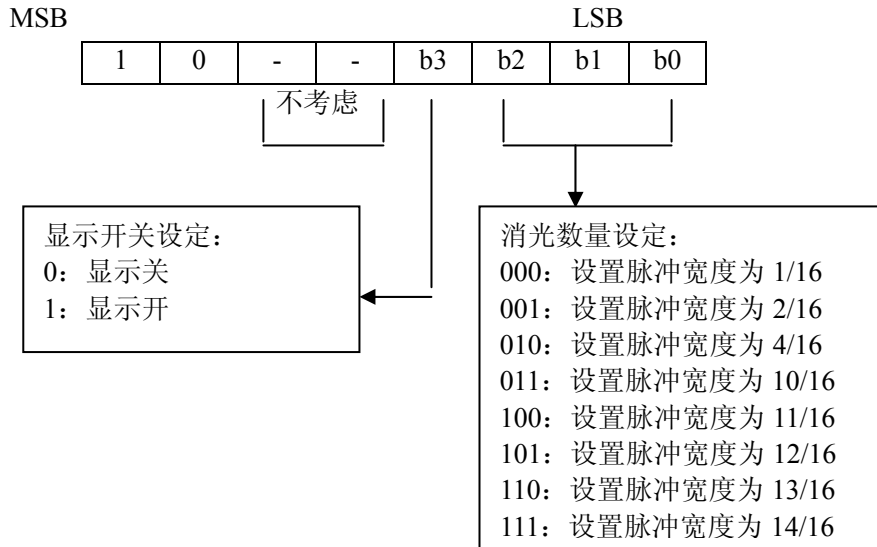 MSB LSB
1 0 - - b3 b2 b1 b0
不考虑
显示开关设定：
0：显示关
1：显示开
消光数量设定：
000：设置脉冲宽度为 1/16
001：设置脉冲宽度为 2/16
010：设置脉冲宽度为 4/16
011：设置脉冲宽度为 10/16
100：设置脉冲宽度为 11/16
101：设置脉冲宽度为 12/16
110：设置脉冲宽度为 13/16
111：设置脉冲宽度为 14/16